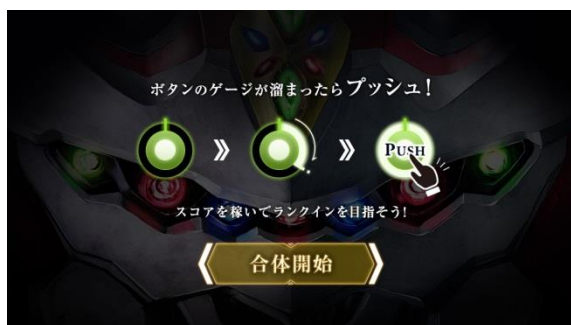 ボタンのゲージが溜まったらプッシュ!
PUSH
スコアを稼いでランクインを目指そう!
合体開始